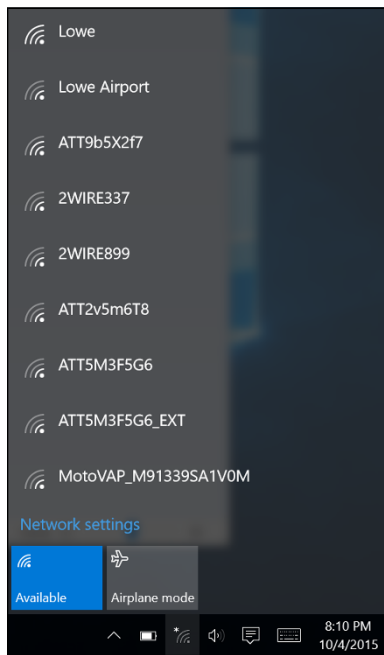 Lowe
Lowe Airport
ATT9b5X2f7
2WIRE337
2WIRE899
ATT2v5m6T8
ATT5M3F5G6
ATT5M3F5G6_EXT
MotoVAP_M91339SA1V0M
Network settings
Available
Airplane mode
8:10 PM
10/4/2015